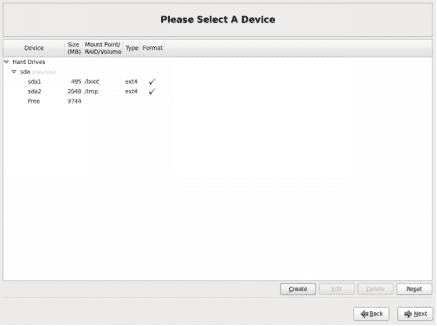 Please Select A Device
Device Size (MB) Mount Point/ RAID/Volume Type Format
Hard Drives
sda
sda1 495 /boot ext4 ✓
sda2 2048 /tmp ext4 ✓
Free 9744
Create Edit Delete Reset
Back Next